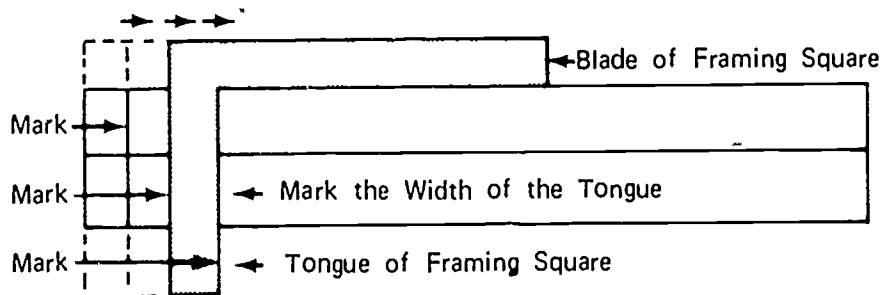 Blade of Framing Square
Mark
Mark
Mark the Width of the Tongue
Mark
Tongue of Framing Square